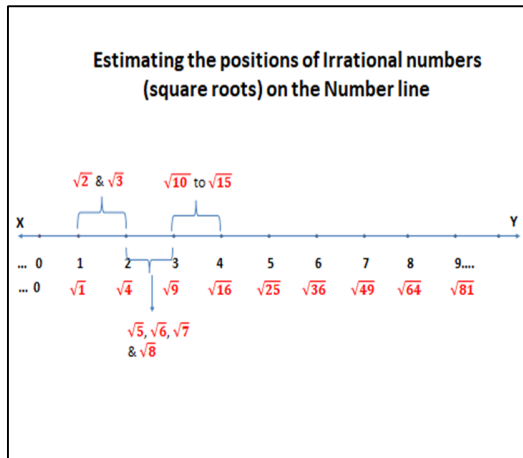 Estimating the positions of Irrational numbers
(square roots) on the Number line
√2 & √3
√10 to √15
X
Y
... 0 1 2 3 4 5 6 7 8 9....
... 0 √1 √4 √9 √16 √25 √36 √49 √64 √81
√5, √6, √7
& √8